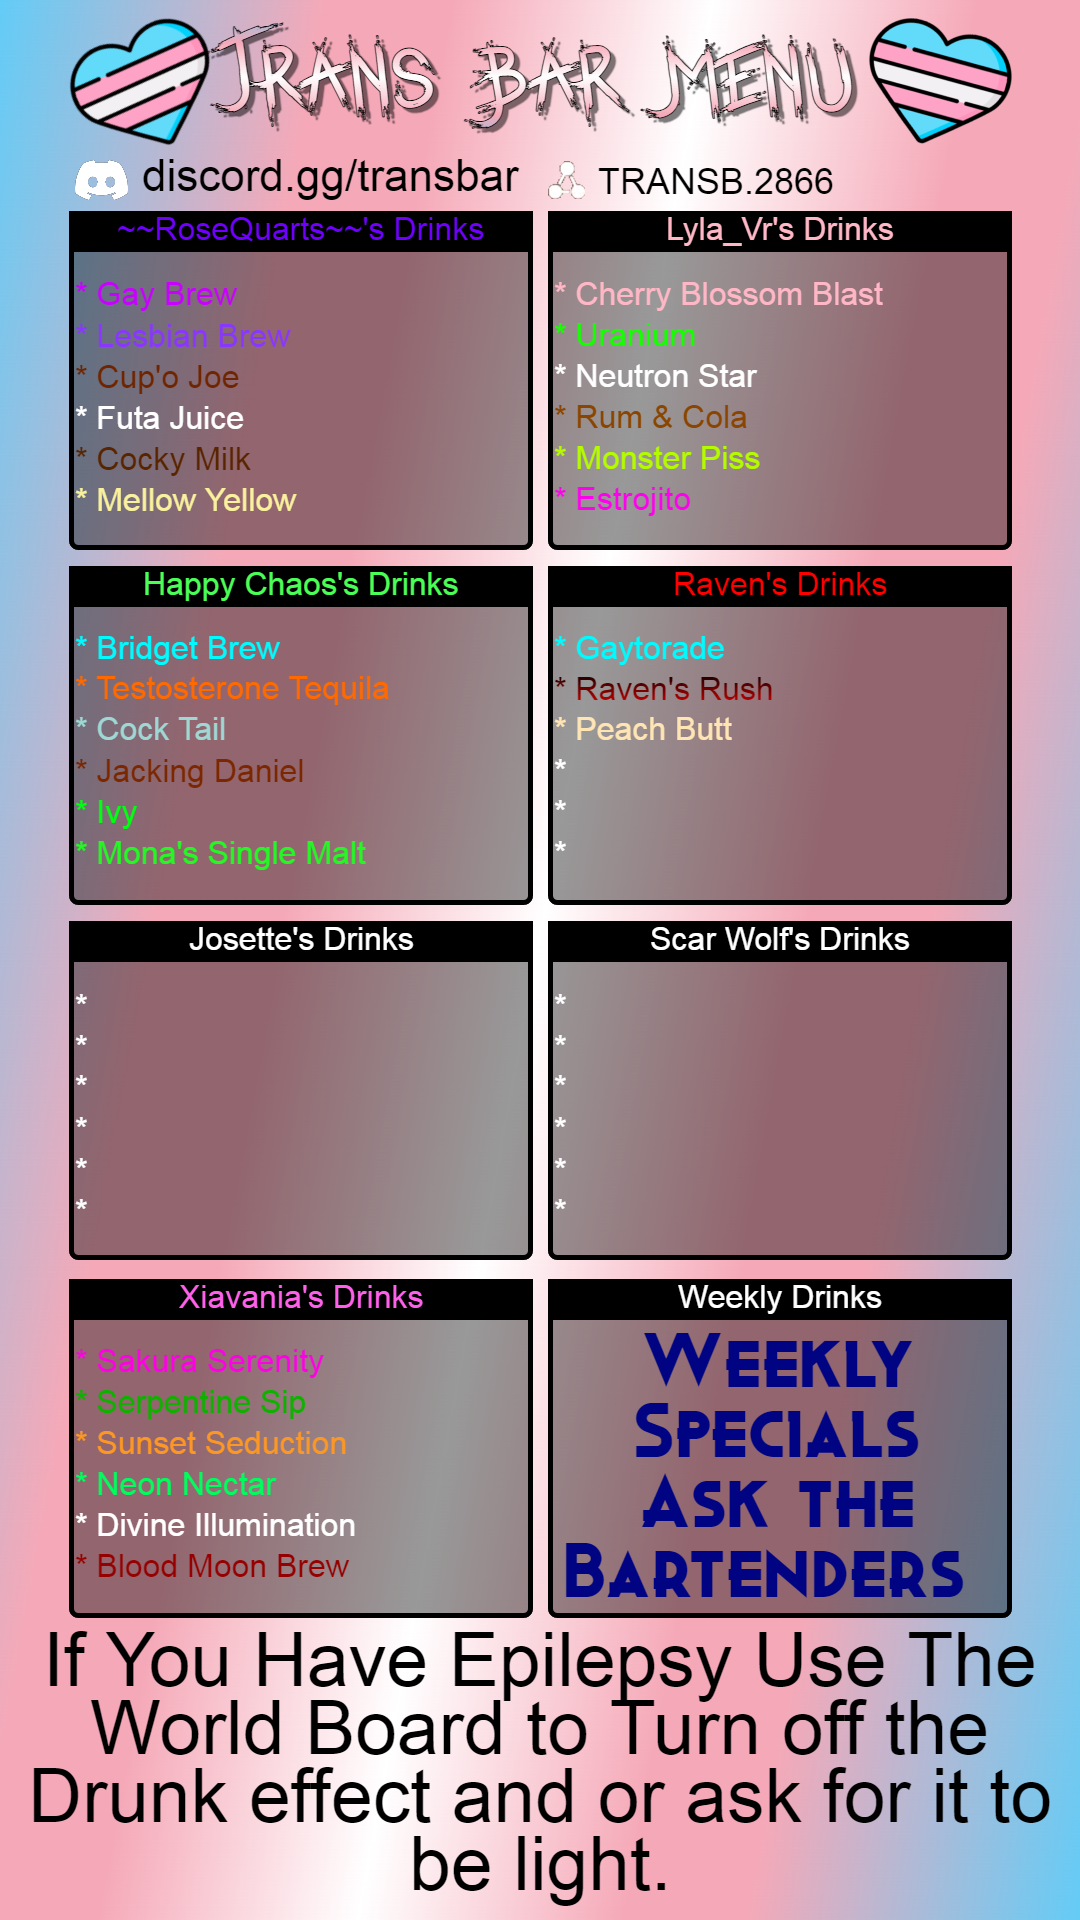 Trans Bar Menu
discord.gg/transbar TRANSB.2866
~~RoseQuarts~~'s Drinks
* Gay Brew
* Lesbian Brew
* Cup'o Joe
* Futa Juice
* Cocky Milk
* Mellow Yellow
Lyla_Vr's Drinks
* Cherry Blossom Blast
* Uranium
* Neutron Star
* Rum & Cola
* Monster Piss
* Estrojito
Happy Chaos's Drinks
* Bridget Brew
* Testosterone Tequila
* Cock Tail
* Jacking Daniel
* Ivy
* Mona's Single Malt
Raven's Drinks
* Gaytorade
* Raven's Rush
* Peach Butt
*
*
*
Josette's Drinks
*
*
*
*
*
*
Scar Wolf's Drinks
*
*
*
*
*
*
Xiavania's Drinks
* Sakura Serenity
* Serpentine Sip
* Sunset Seduction
* Neon Nectar
* Divine Illumination
* Blood Moon Brew
Weekly Drinks
Weekly
Specials
Ask the
Bartenders
If You Have Epilepsy Use The
World Board to Turn off the
Drunk effect and or ask for it to
be light.